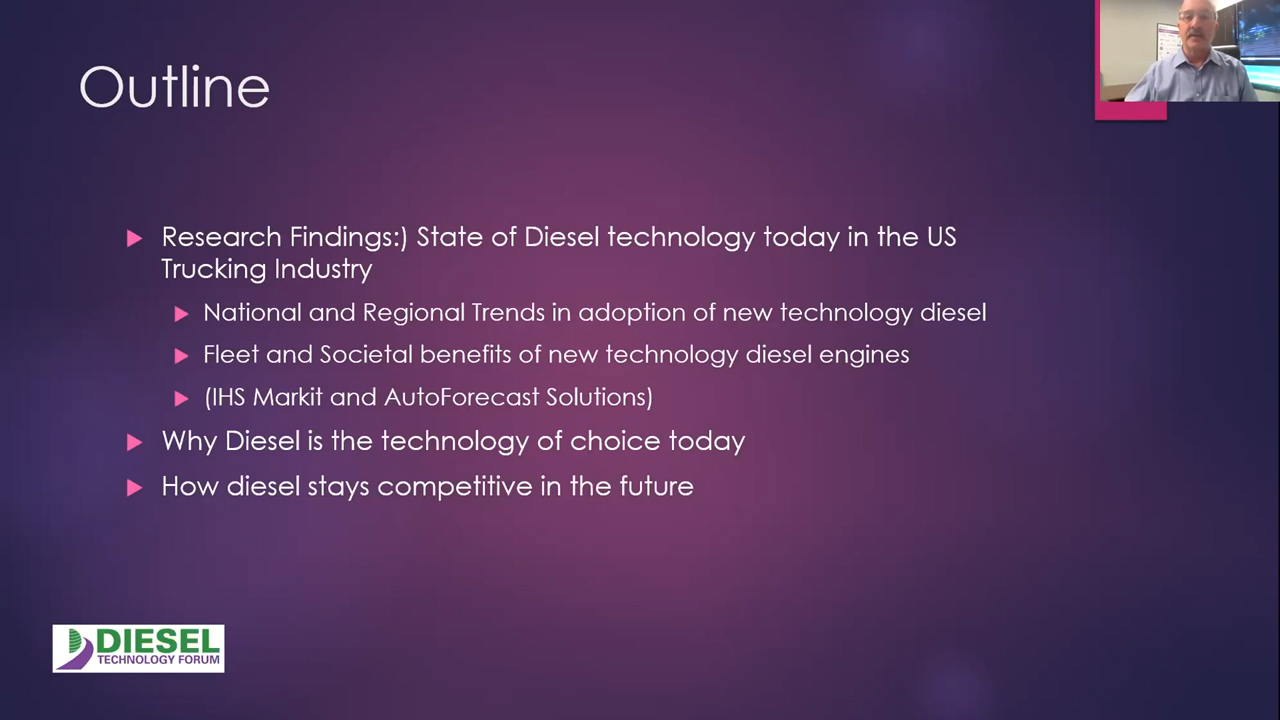 Outline
Research Findings:) State of Diesel technology today in the US
Trucking Industry
National and Regional Trends in adoption of new technology diesel
Fleet and Societal benefits of new technology diesel engines
(IHS Markit and AutoForecast Solutions)
Why Diesel is the technology of choice today
How diesel stays competitive in the future
DIESEL
TECHNOLOGY FORUM